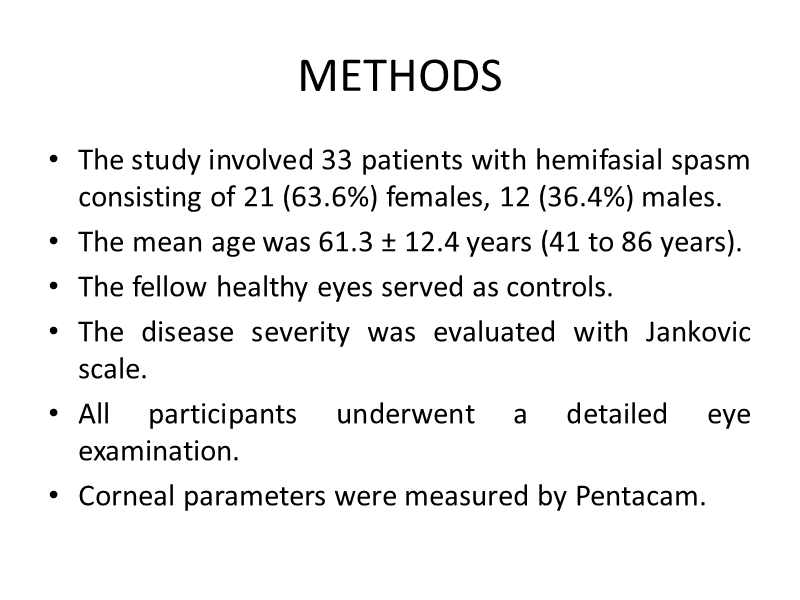 METHODS
• The study involved 33 patients with hemifasial spasm
consisting of 21 (63.6%) females, 12 (36.4%) males.
• The mean age was 61.3 ± 12.4 years (41 to 86 years).
• The fellow healthy eyes served as controls.
• The disease severity was evaluated with Jankovic
scale.
• All participants underwent a detailed eye
examination.
• Corneal parameters were measured by Pentacam.